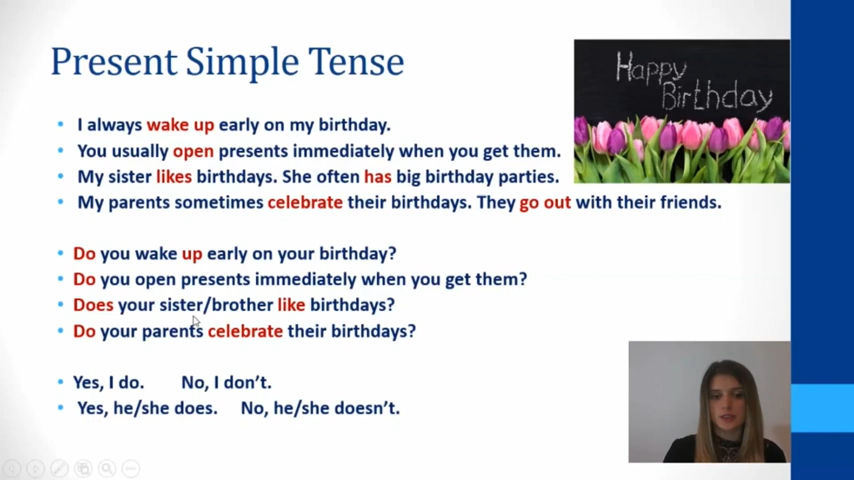 Present Simple Tense
Happy
Birthday
I always wake up early on my birthday.
You usually open presents immediately when you get them.
My sister likes birthdays. She often has big birthday parties.
My parents sometimes celebrate their birthdays. They go out with their friends.
Do you wake up early on your birthday?
Do you open presents immediately when you get them?
Does your sister/brother like birthdays?
Do your parents celebrate their birthdays?
Yes, I do. No, I don't.
Yes, he/she does. No, he/she doesn't.